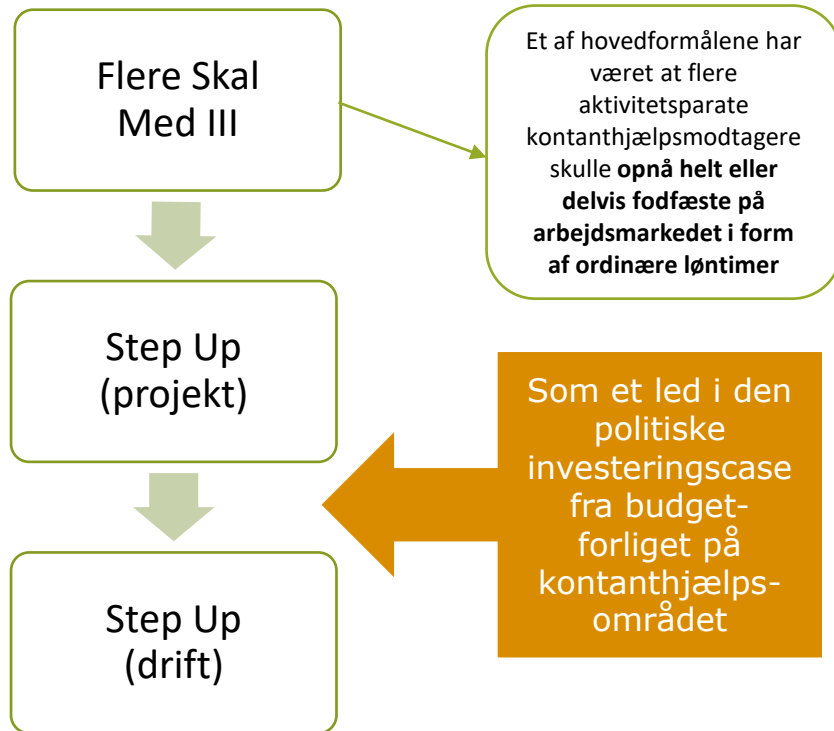 Flere Skal
Med III
Et af hovedformålene har
været at flere
aktivitetsparate
kontanthjælpsmodtagere
skulle opnå helt eller
delvis fodfæste på
arbejdsmarkedet i form
af ordinære løntimer
Step Up
(projekt)
Som et led i den
politiske
investeringscase
fra budget-
forliget på
kontanthjælps-
området
Step Up
(drift)